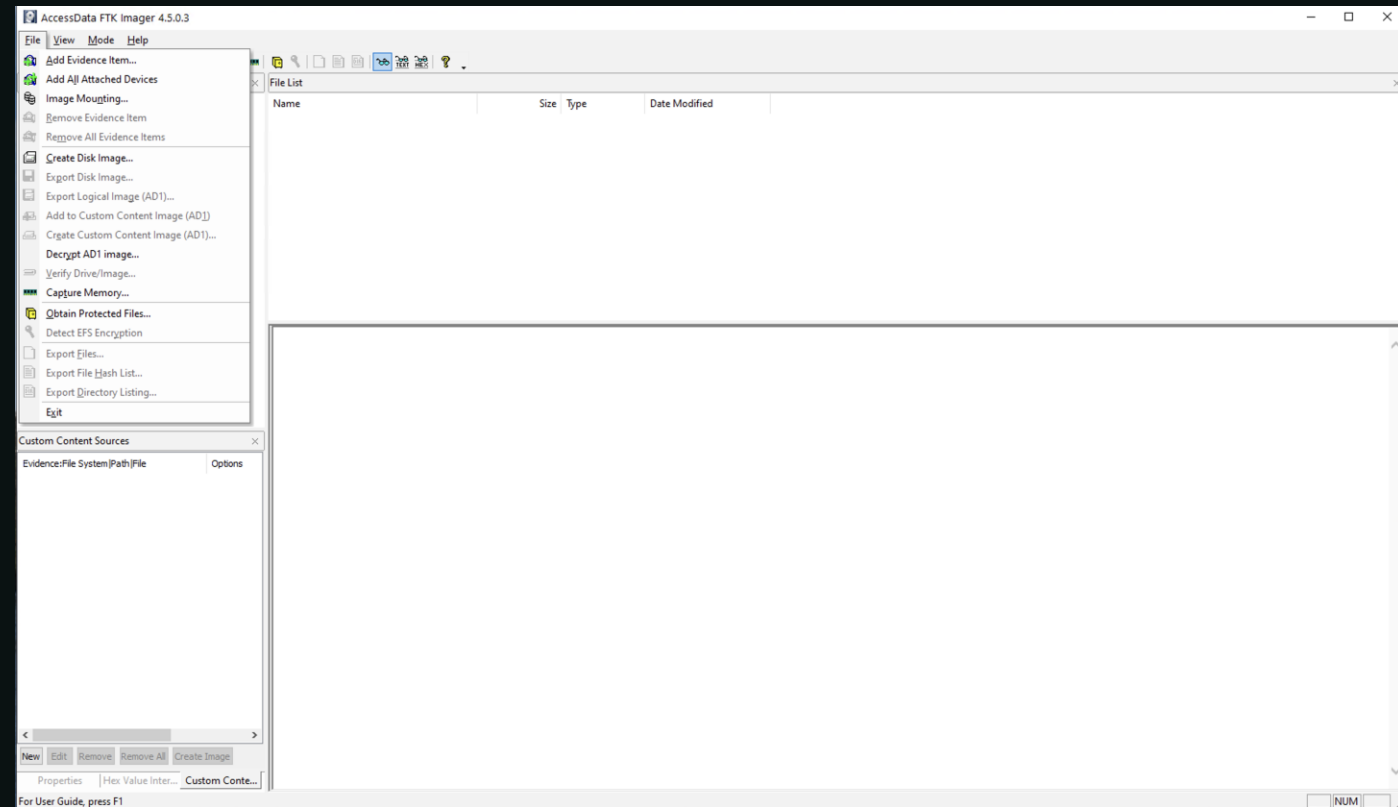 AccessData FTK Imager 4.5.0.3
File View Mode Help
Add Evidence Item...
Add All Attached Devices
Image Mounting...
Remove Evidence Item
Remove All Evidence Items
Create Disk Image...
Export Disk Image...
Export Logical Image (AD1)...
Add to Custom Content Image (AD1)
Create Custom Content Image (AD1)...
Decrypt AD1 image...
Verify Drive/Image...
Capture Memory...
Obtain Protected Files...
Detect EFS Encryption
Export Files...
Export File Hash List...
Export Directory Listing...
Exit
TEXT HEX
File List
Name Size Type Date Modified
Custom Content Sources
Evidence:File System|Path|File Options
New Edit Remove Remove All Create Image
Properties Hex Value Inter... Custom Conte...
For User Guide, press F1
NUM